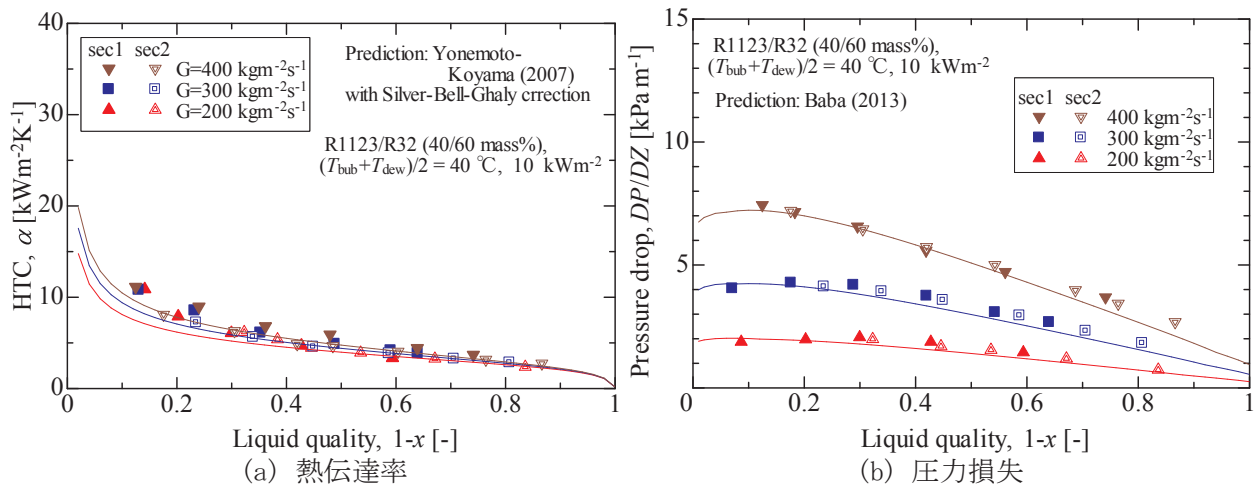 40
30
20
10
0
HTC, α [kWm-2K-1]
sec1 sec2
G=400 kgm-2s-1
G=300 kgm-2s-1
G=200 kgm-2s-1
Prediction: Yonemoto-
Koyama (2007)
with Silver-Bell-Ghaly crrection
R1123/R32 (40/60 mass%),
(Tbub+Tdew)/2 = 40 ℃, 10 kWm-2
0 0.2 0.4 0.6 0.8 1
Liquid quality, 1-x [-]
(a) 熱伝達率
15
10
5
0
Pressure drop, DP/DZ [kPa m-1]
R1123/R32 (40/60 mass%),
(Tbub+Tdew)/2 = 40 ℃, 10 kWm-2
Prediction: Baba (2013)
sec1 sec2
400 kgm-2s-1
300 kgm-2s-1
200 kgm-2s-1
0 0.2 0.4 0.6 0.8 1
Liquid quality, 1-x [-]
(b) 圧力損失